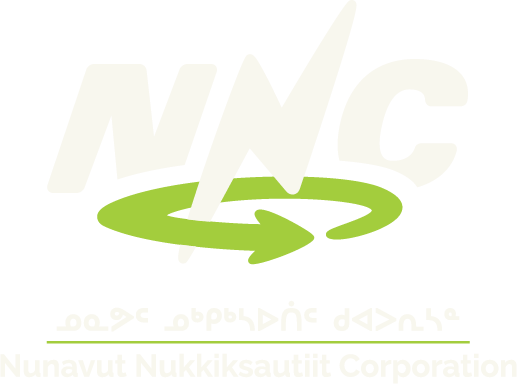 NNC
ᓄᓇᕗᑦ ᓄᒃᑭᒃᓴᐅᑏᑦ ᑯᐊᐳᕆᓴᓐ
Nunavut Nukkiksautiit Corporation